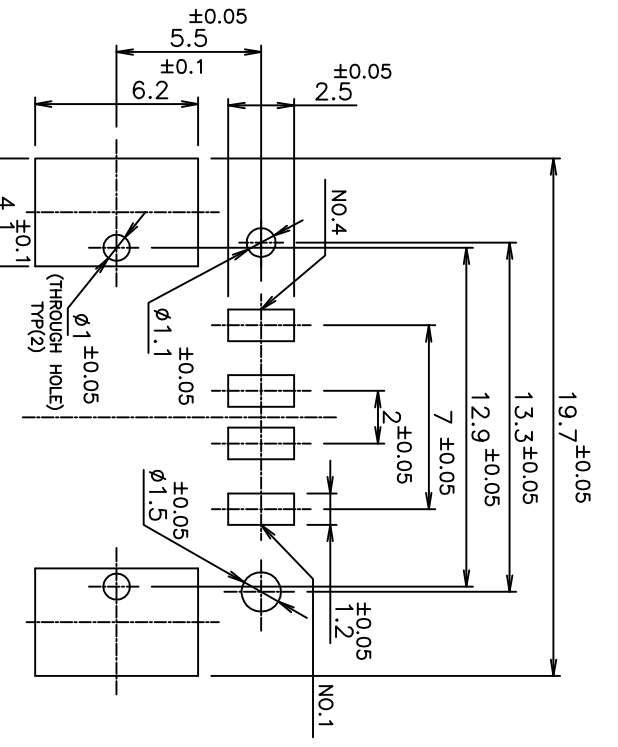 ±0.05
5.5
±0.1
6.2
±0.05
2.5
NO.4
4.1 ±0.1
ø1 ±0.05
(THROUGH HOLE)
TYP(2)
ø1.1 ±0.05
2±0.05
7 ±0.05
12.9 ±0.05
13.3±0.05
19.7±0.05
ø1.5 ±0.05
1.2 ±0.05
NO.1